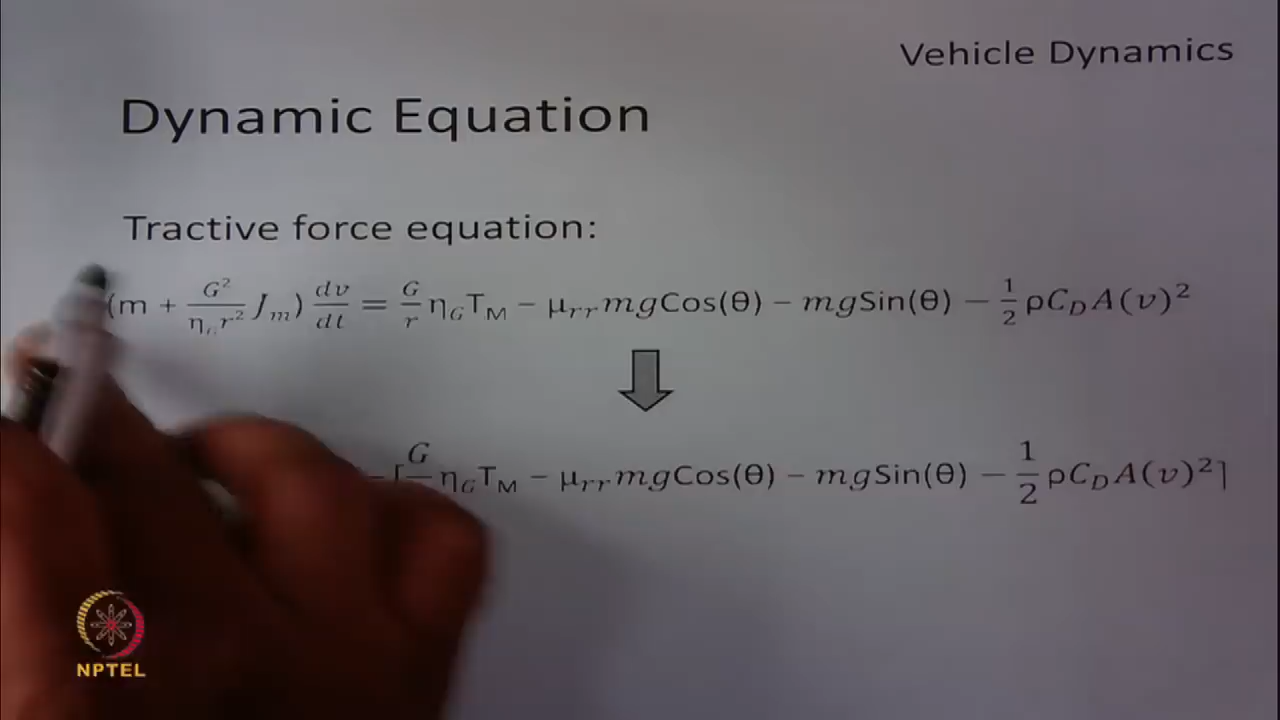 Vehicle Dynamics
Dynamic Equation
Tractive force equation:
(m + G²/η_G r² J_m) dv/dt = G/r η_G T_M − μ_rr mgCos(θ) − mgSin(θ) − 1/2 ρC_D A(v)²
G η_G T_M − μ_rr mgCos(θ) − mgSin(θ) − 1/2 ρC_D A(v)²]
NPTEL